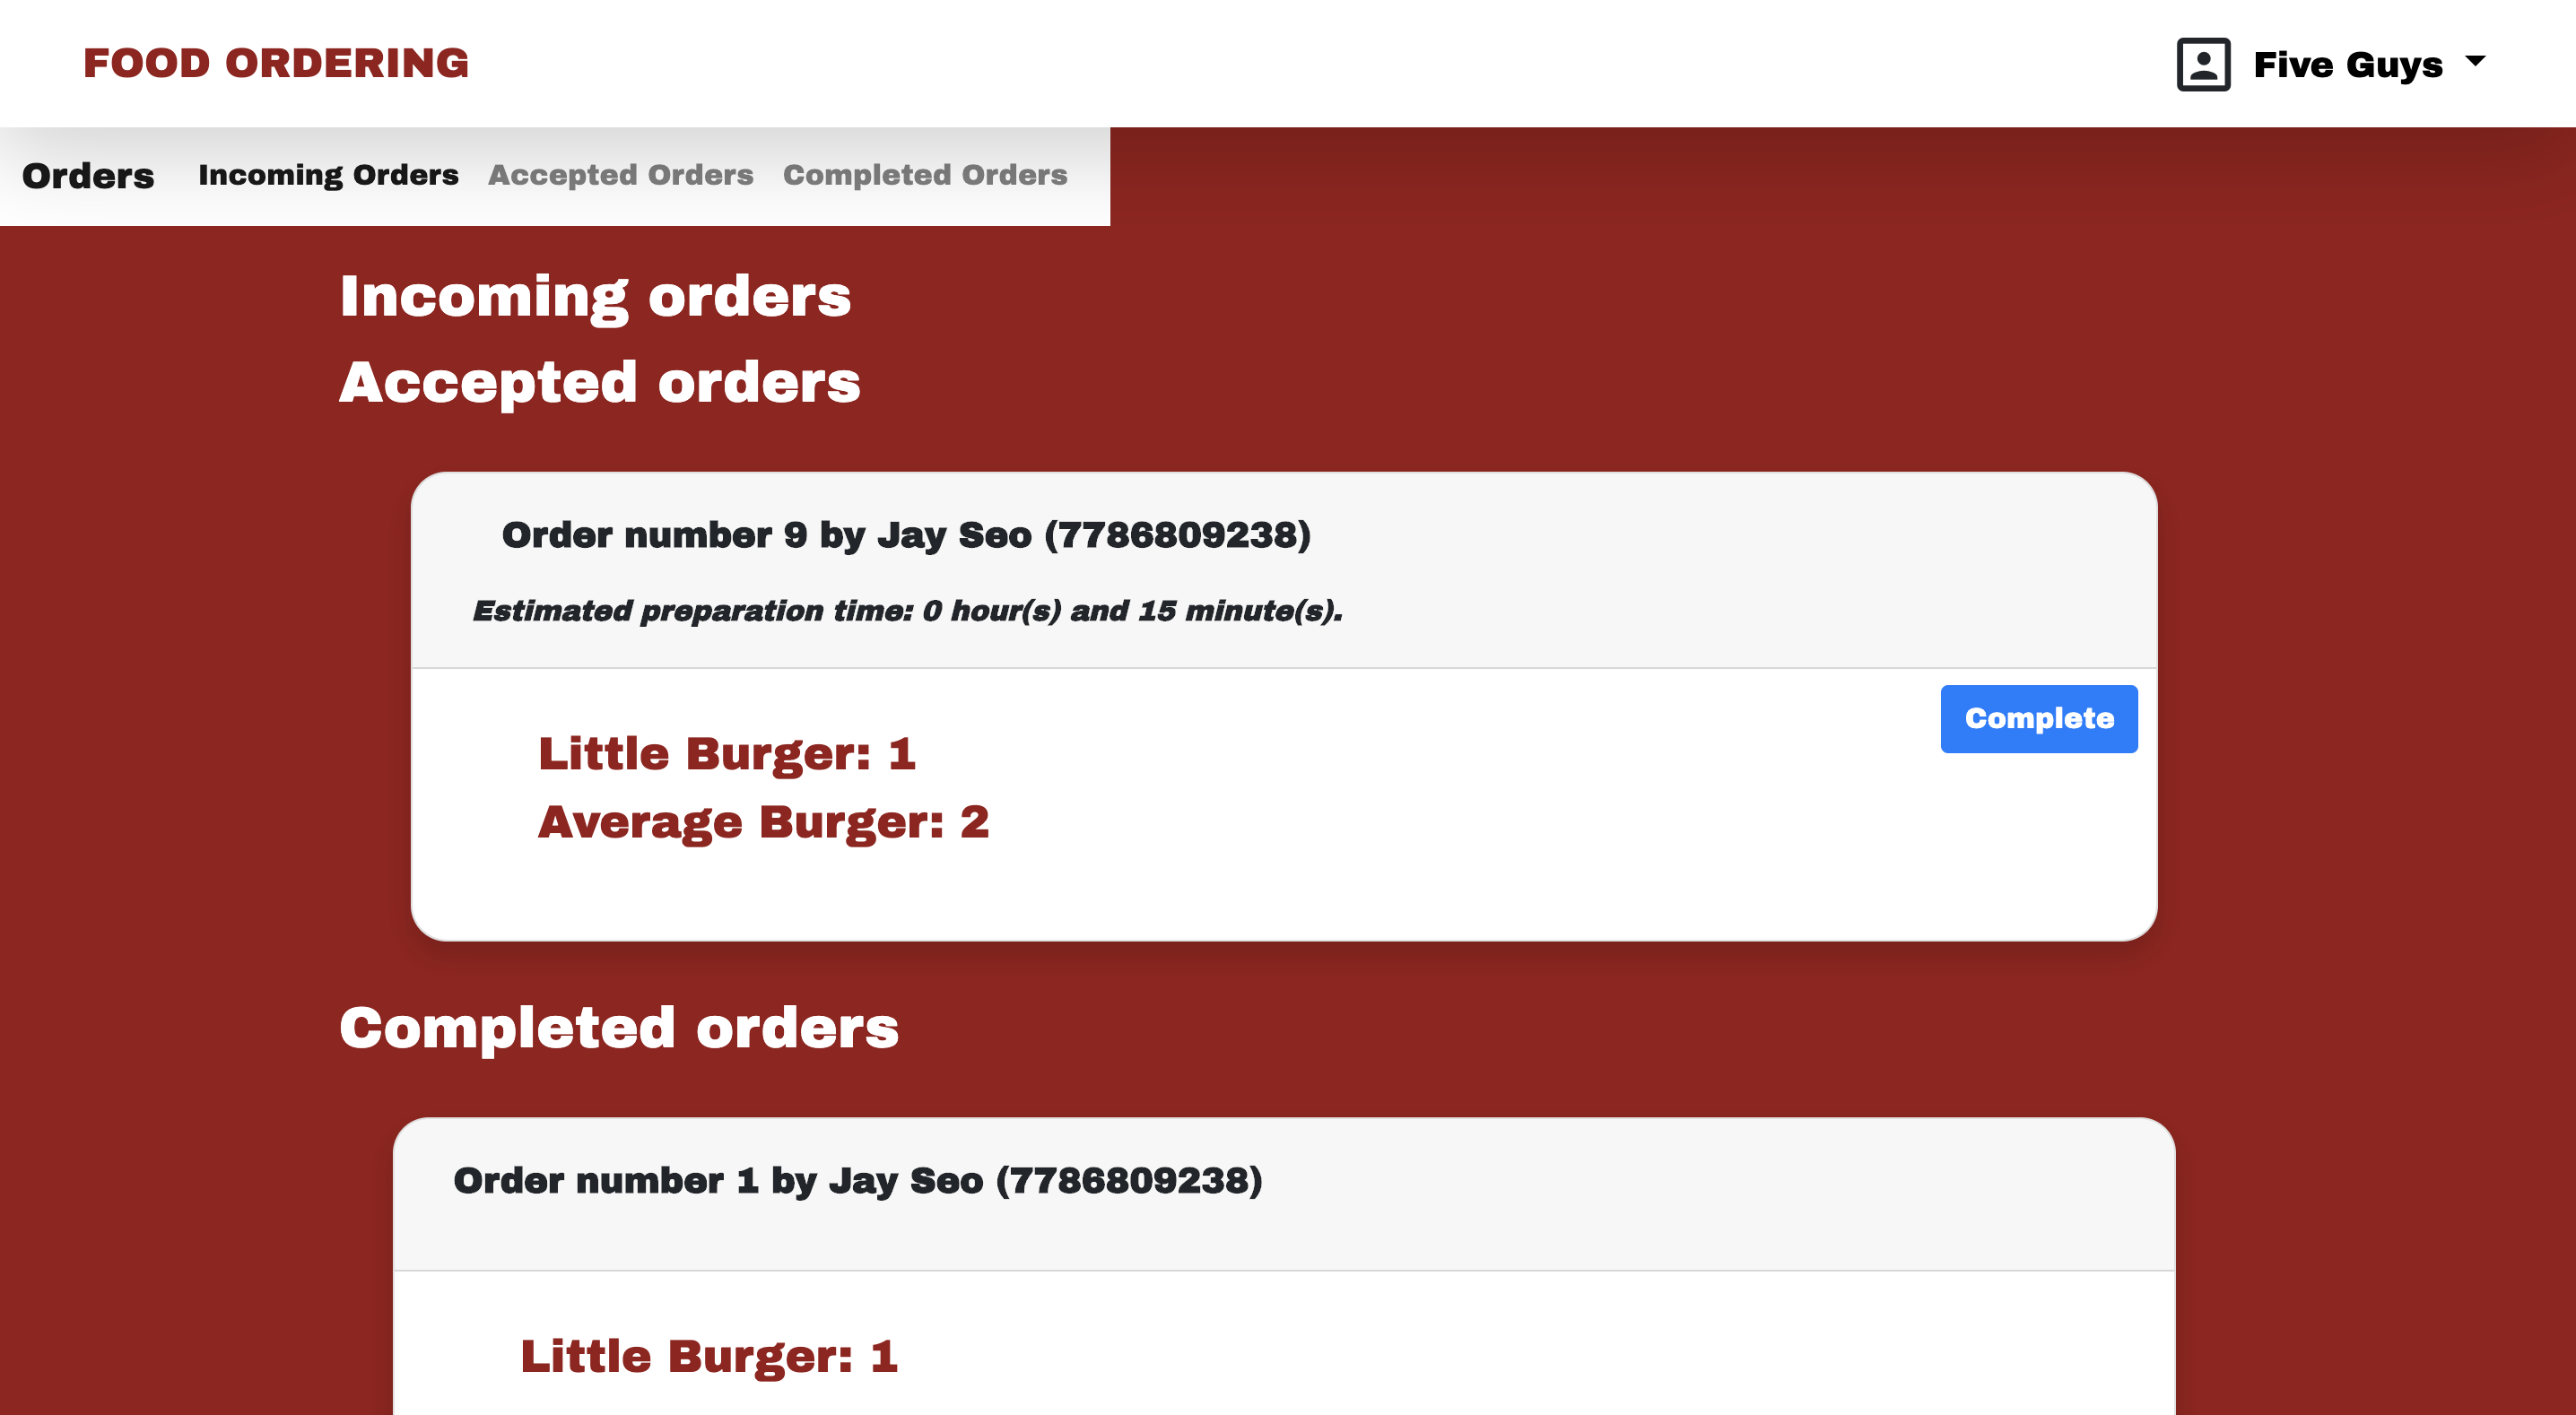 FOOD ORDERING
Five Guys
Orders Incoming Orders Accepted Orders Completed Orders
Incoming orders
Accepted orders
Order number 9 by Jay Seo (7786809238)
Estimated preparation time: 0 hour(s) and 15 minute(s).
Complete
Little Burger: 1
Average Burger: 2
Completed orders
Order number 1 by Jay Seo (7786809238)
Little Burger: 1